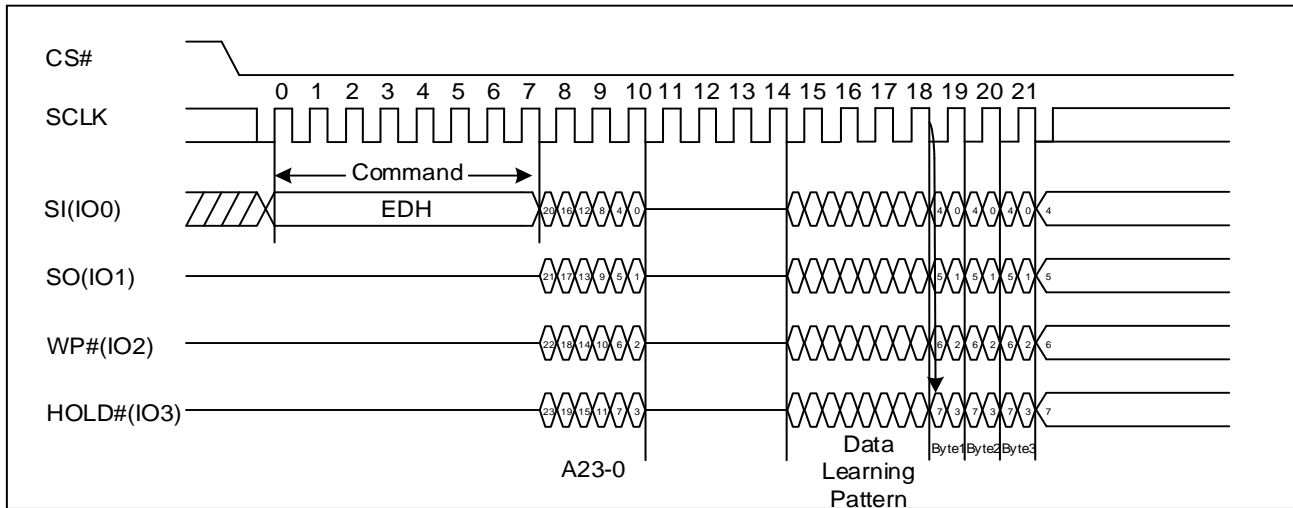 CS#
0 1 2 3 4 5 6 7 8 9 10 11 12 13 14 15 16 17 18 19 20 21
SCLK
Command
SI(IO0) EDH 20 16 12 8 4 0 4 0 4 0 4 0 4
SO(IO1) 21 17 13 9 5 1 5 1 5 1 5 1 5
WP#(IO2) 22 18 14 10 6 2 6 2 6 2 6 2 6
HOLD#(IO3) 23 19 15 11 7 3 7 3 7 3 7 3 7
A23-0
Data
Learning
Pattern
Byte1 Byte2 Byte3